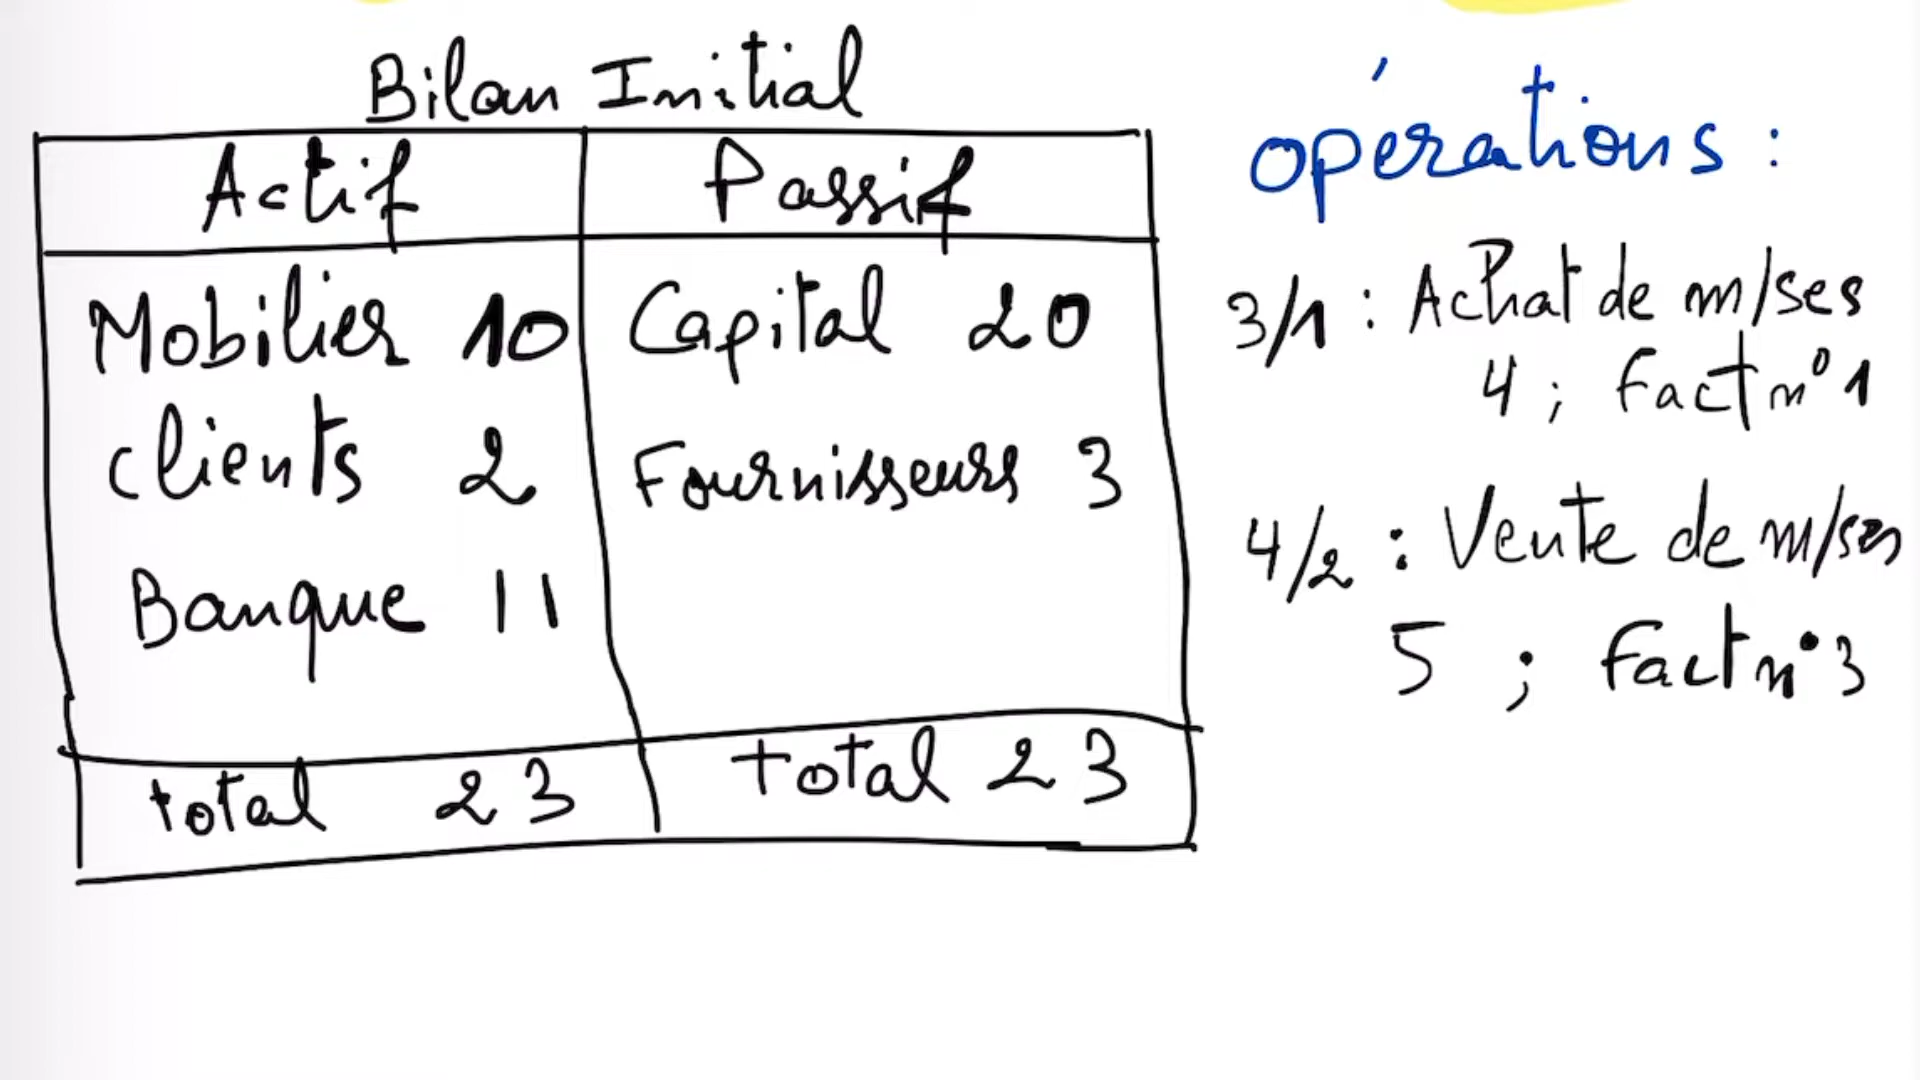 Bilan Initial
Actif Passif
Mobilier 10 Capital 20
clients 2 Fournisseurs 3
Banque 11
total 23 total 23
opérations :
3/1 : Achat de m/ses
4 ; Fact n° 1
4/2 : Vente de m/ses
5 ; Fact n° 3